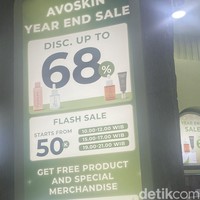 AVOSKIN
YEAR END SALE
DISC. UP TO
68%
FLASH SALE
STARTS FROM
50%
10.00-12.00 WIB
13.00-15.00 WIB
19.00-21.00 WIB
GET FREE PRODUCT
AND SPECIAL
MERCHANDISE
detikcom